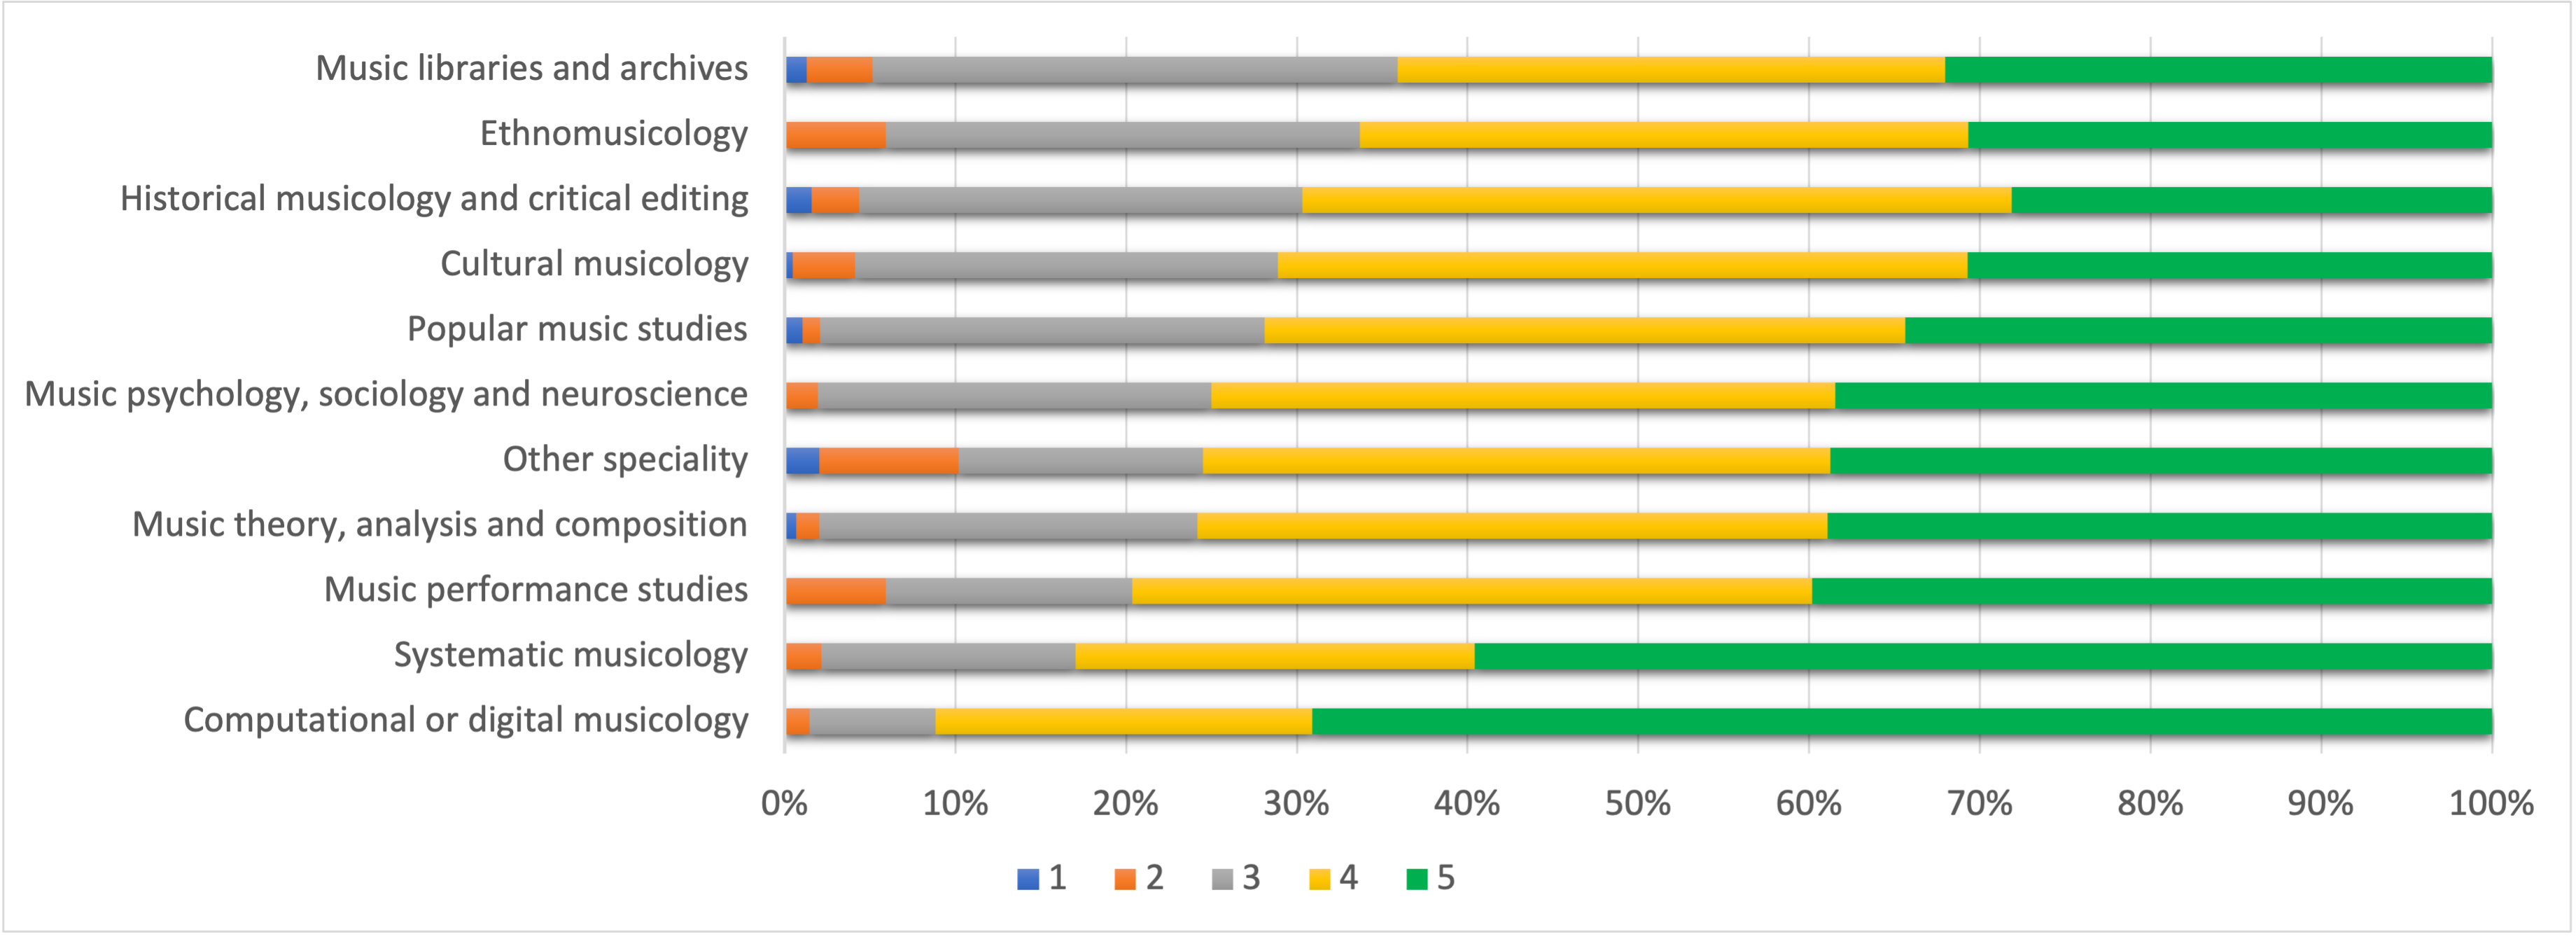 Music libraries and archives
Ethnomusicology
Historical musicology and critical editing
Cultural musicology
Popular music studies
Music psychology, sociology and neuroscience
Other speciality
Music theory, analysis and composition
Music performance studies
Systematic musicology
Computational or digital musicology
0% 10% 20% 30% 40% 50% 60% 70% 80% 90% 100%
1 2 3 4 5